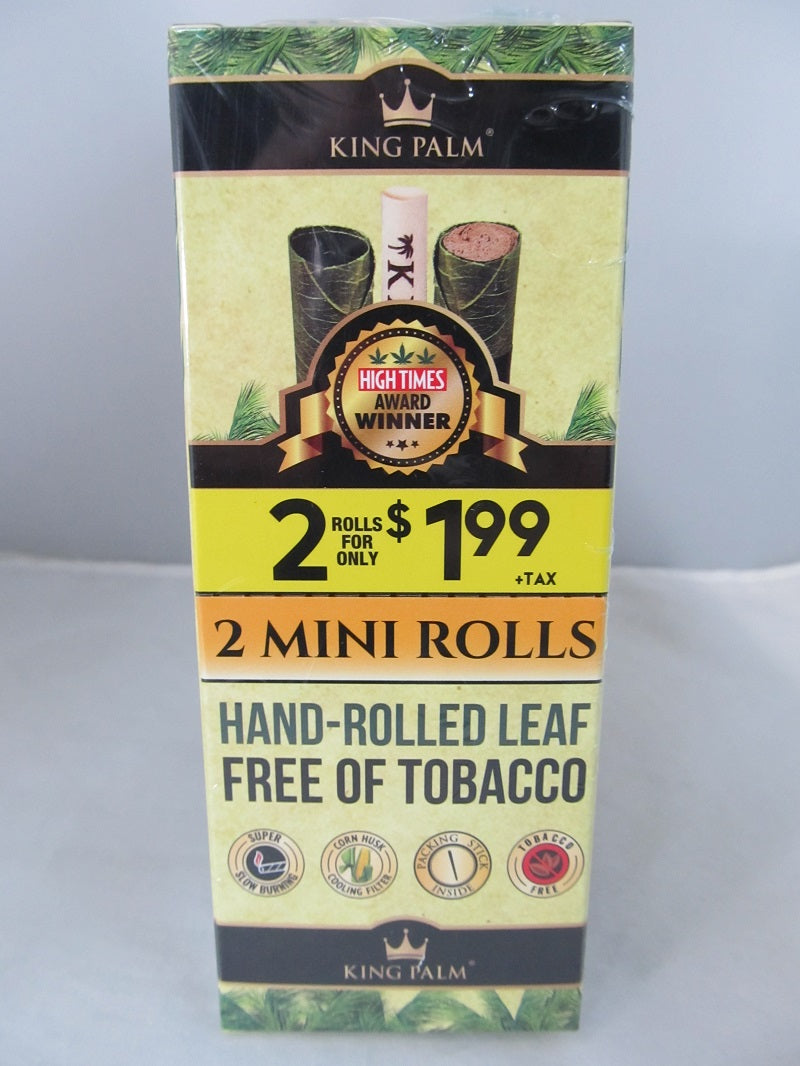 KING PALM®
K
HIGH TIMES
AWARD
WINNER
2 ROLLS FOR ONLY $1.99
+TAX
2 MINI ROLLS
HAND-ROLLED LEAF
FREE OF TOBACCO
SUPER SLOW BURNING
CORN HUSK COOLING FILTER
PACKING STICK INSIDE
TOBACCO FREE
KING PALM®